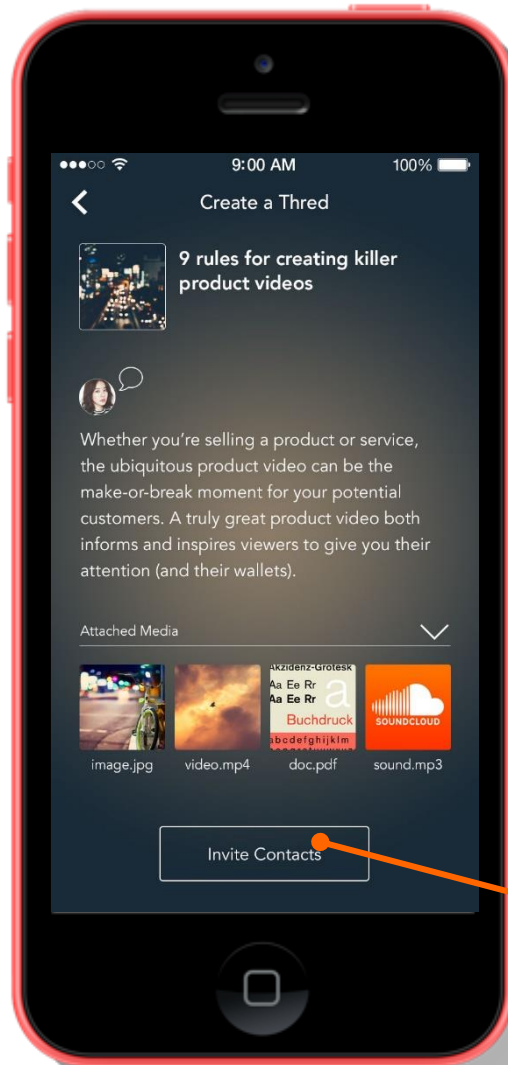 9:00 AM
100%
Create a Thred
9 rules for creating killer
product videos
Whether you’re selling a product or service,
the ubiquitous product video can be the
make-or-break moment for your potential
customers. A truly great product video both
informs and inspires viewers to give you their
attention (and their wallets).
Attached Media
Akzidenz-Grotesk
Aa Ee Rr
Aa Ee Rr
a
Buchdruck
abcdefghijklm
SOUNDCLOUD
image.jpg
video.mp4
doc.pdf
sound.mp3
Invite Contacts